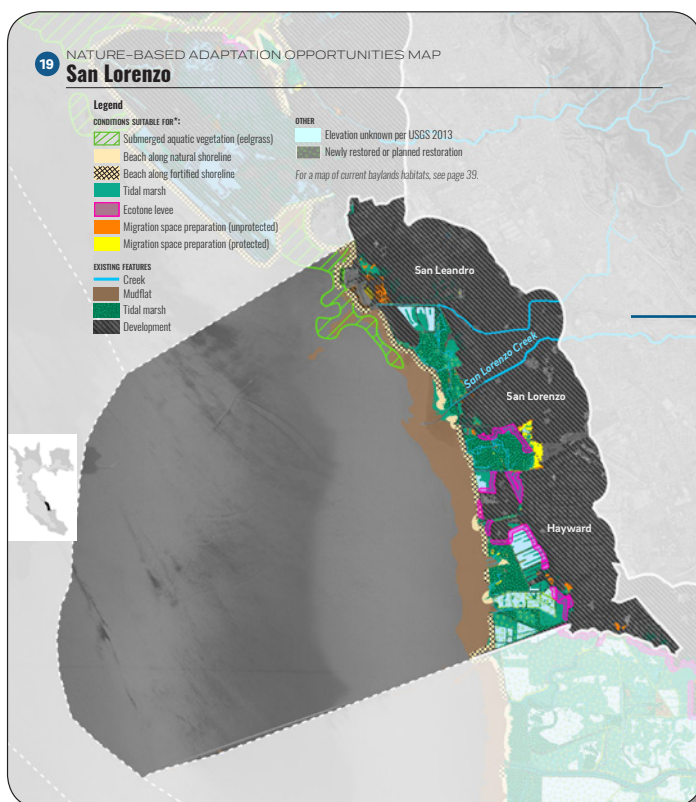 19
NATURE-BASED ADAPTATION OPPORTUNITIES MAP
San Lorenzo
Legend
CONDITIONS SUITABLE FOR*:
Submerged aquatic vegetation (eelgrass)
Beach along natural shoreline
Beach along fortified shoreline
Tidal marsh
Ecotone levee
Migration space preparation (unprotected)
Migration space preparation (protected)
EXISTING FEATURES
Creek
Mudflat
Tidal marsh
Development
OTHER
Elevation unknown per USGS 2013
Newly restored or planned restoration
For a map of current baylands habitats, see page 39.
San Leandro
San Lorenzo Creek
San Lorenzo
Hayward